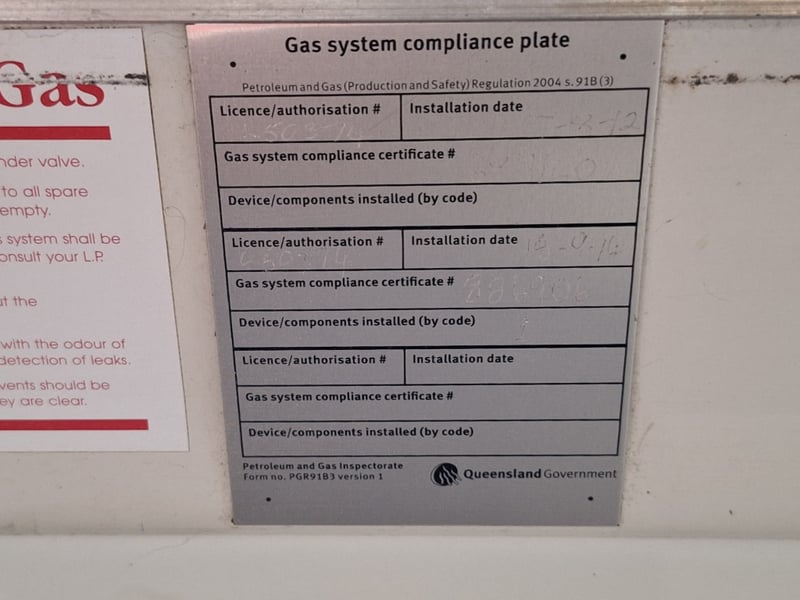 Gas
nder valve.
to all spare
empty.
s system shall be
onsult your L.P.
ut the
with the odour of
detection of leaks.
vents should be
ey are clear.
Gas system compliance plate
Petroleum and Gas (Production and Safety) Regulation 2004 s. 91B (3)
Licence/authorisation # Installation date
Gas system compliance certificate #
Device/components installed (by code)
Licence/authorisation # Installation date
Gas system compliance certificate #
Device/components installed (by code)
Licence/authorisation # Installation date
Gas system compliance certificate #
Device/components installed (by code)
Petroleum and Gas Inspectorate
Form no. PGR91B3 version 1
Queensland Government